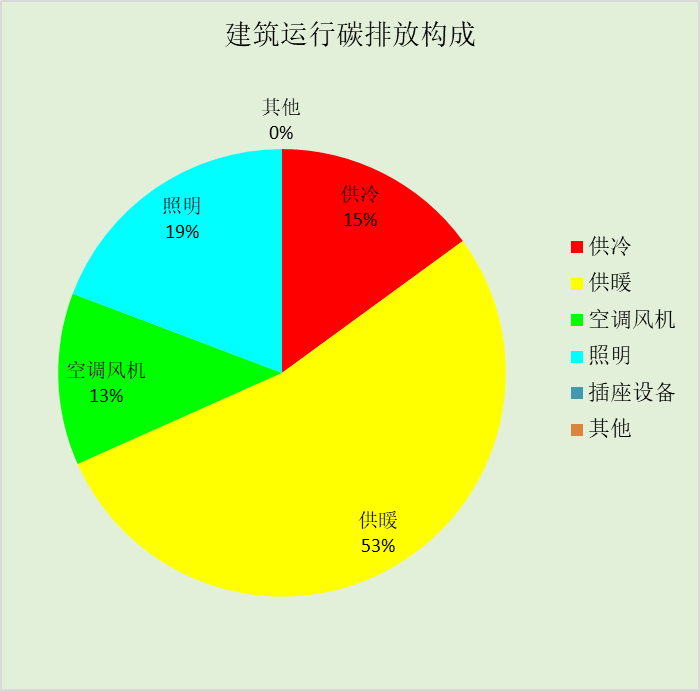 建筑运行碳排放构成
其他
0%
供冷
15%
照明
19%
空调风机
13%
供暖
53%
供冷
供暖
空调风机
照明
插座设备
其他